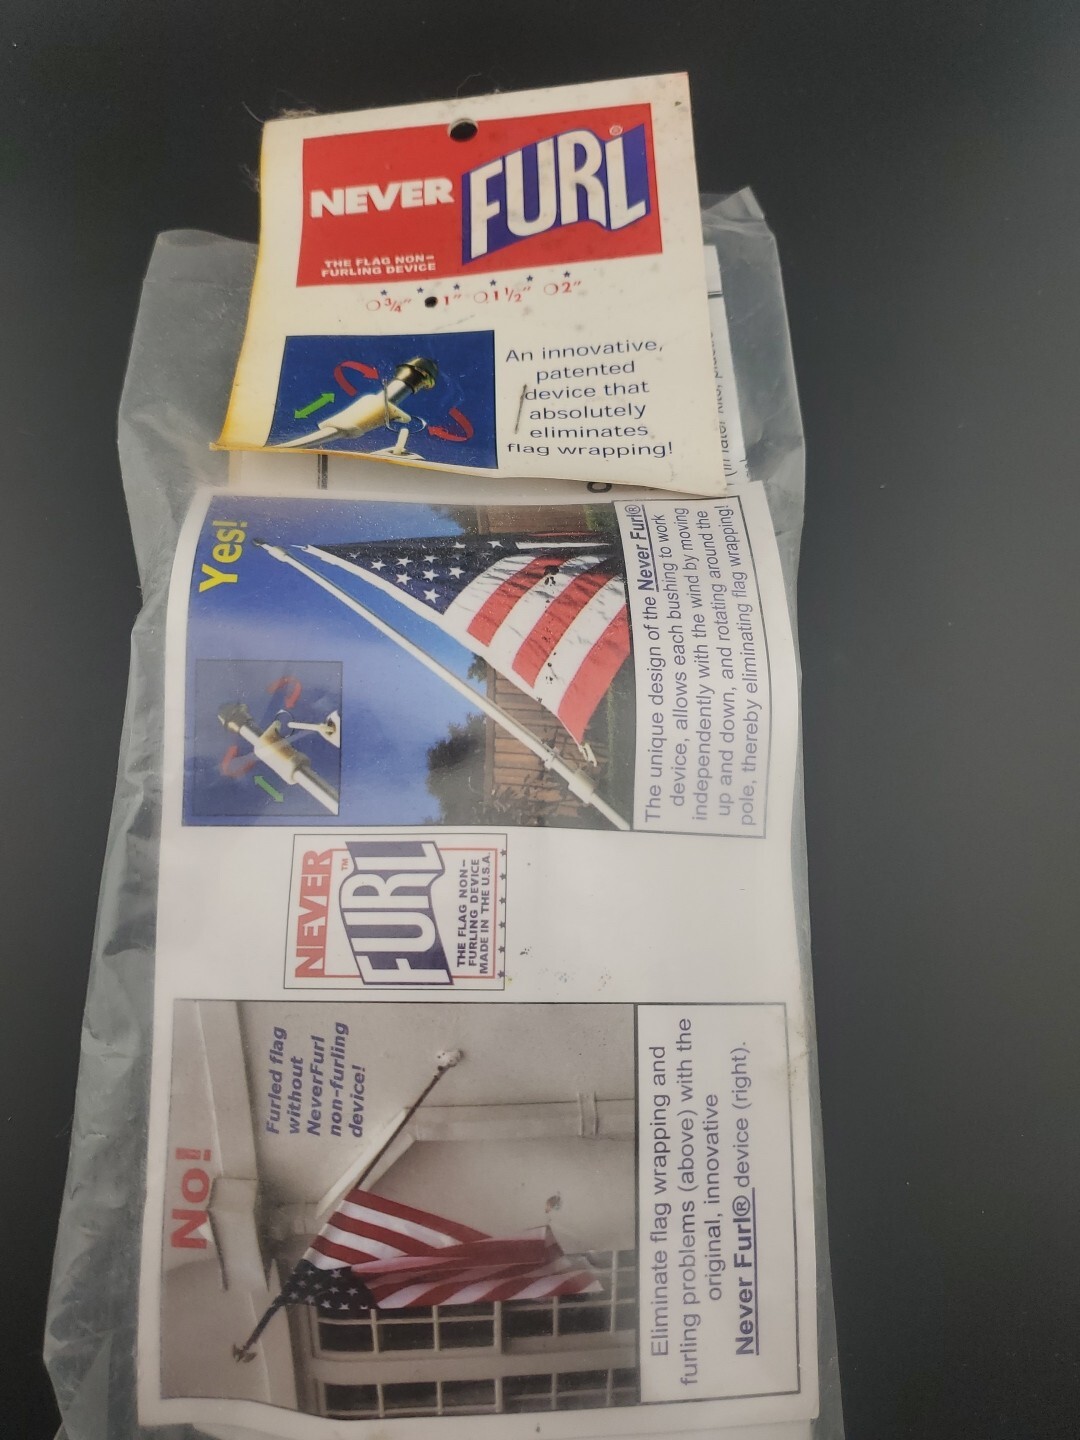 NEVER FURL®
THE FLAG NON-
FURLING DEVICE
3/4" 1" 1 1/2" 2"
An innovative,
patented
device that
absolutely
eliminates
flag wrapping!
Yes!
The unique design of the Never Furl®
device, allows each bushing to work
independently with the wind by moving
up and down, and rotating around the
pole, thereby eliminating flag wrapping!
NEVER
FURL™
THE FLAG NON-
FURLING DEVICE
MADE IN THE U.S.A.
No!
Furled flag
without
NeverFurl
non-furling
device!
Eliminate flag wrapping and
furling problems (above) with the
original, innovative
Never Furl® device (right).